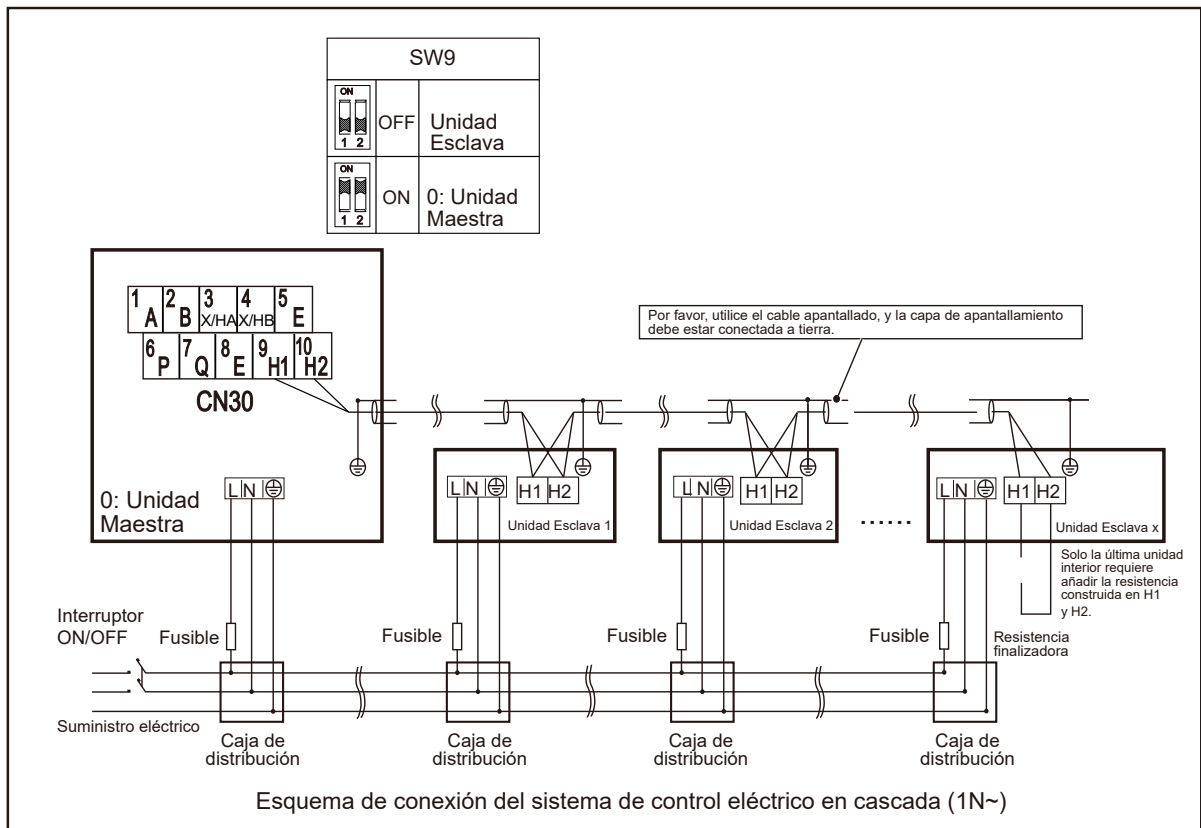 SW9
ON
1 2
OFF
Unidad
Esclava
ON
1 2
ON
0: Unidad
Maestra
1 A 2 B 3 X/HA 4 X/HB 5 E
6 P 7 Q 8 E 9 H1 10 H2
CN30
Por favor, utilice el cable apantallado, y la capa de apantallamiento
debe estar conectada a tierra.
0: Unidad
Maestra
L N
L N
H1 H2
Unidad Esclava 1
L N
H1 H2
Unidad Esclava 2
......
L N
H1 H2
Unidad Esclava x
Solo la última unidad
interior requiere
añadir la resistencia
construida en H1
y H2.
Interruptor
ON/OFF
Fusible
Fusible
Fusible
Fusible
Resistencia
finalizadora
Suministro eléctrico
Caja de
distribución
Caja de
distribución
Caja de
distribución
Caja de
distribución
Esquema de conexión del sistema de control eléctrico en cascada (1N~)